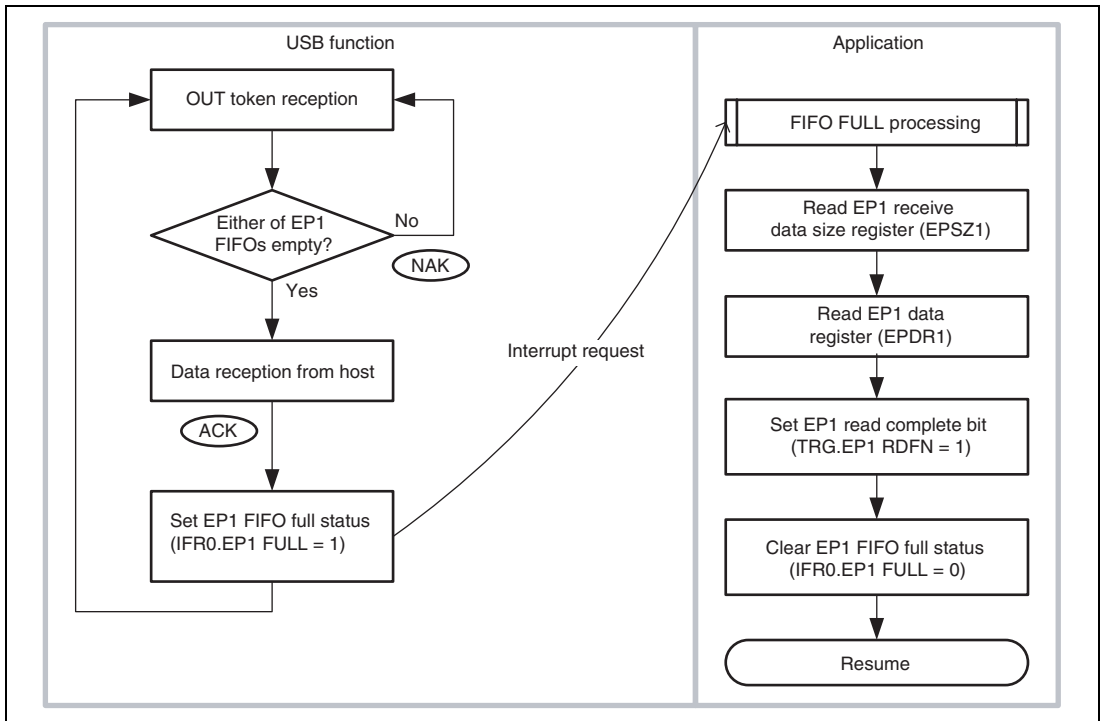 USB function
OUT token reception
Either of EP1
FIFOs empty?
No
NAK
Yes
Data reception from host
ACK
Set EP1 FIFO full status
(IFR0.EP1 FULL = 1)
Interrupt request
Application
FIFO FULL processing
Read EP1 receive
data size register (EPSZ1)
Read EP1 data
register (EPDR1)
Set EP1 read complete bit
(TRG.EP1 RDFN = 1)
Clear EP1 FIFO full status
(IFR0.EP1 FULL = 0)
Resume